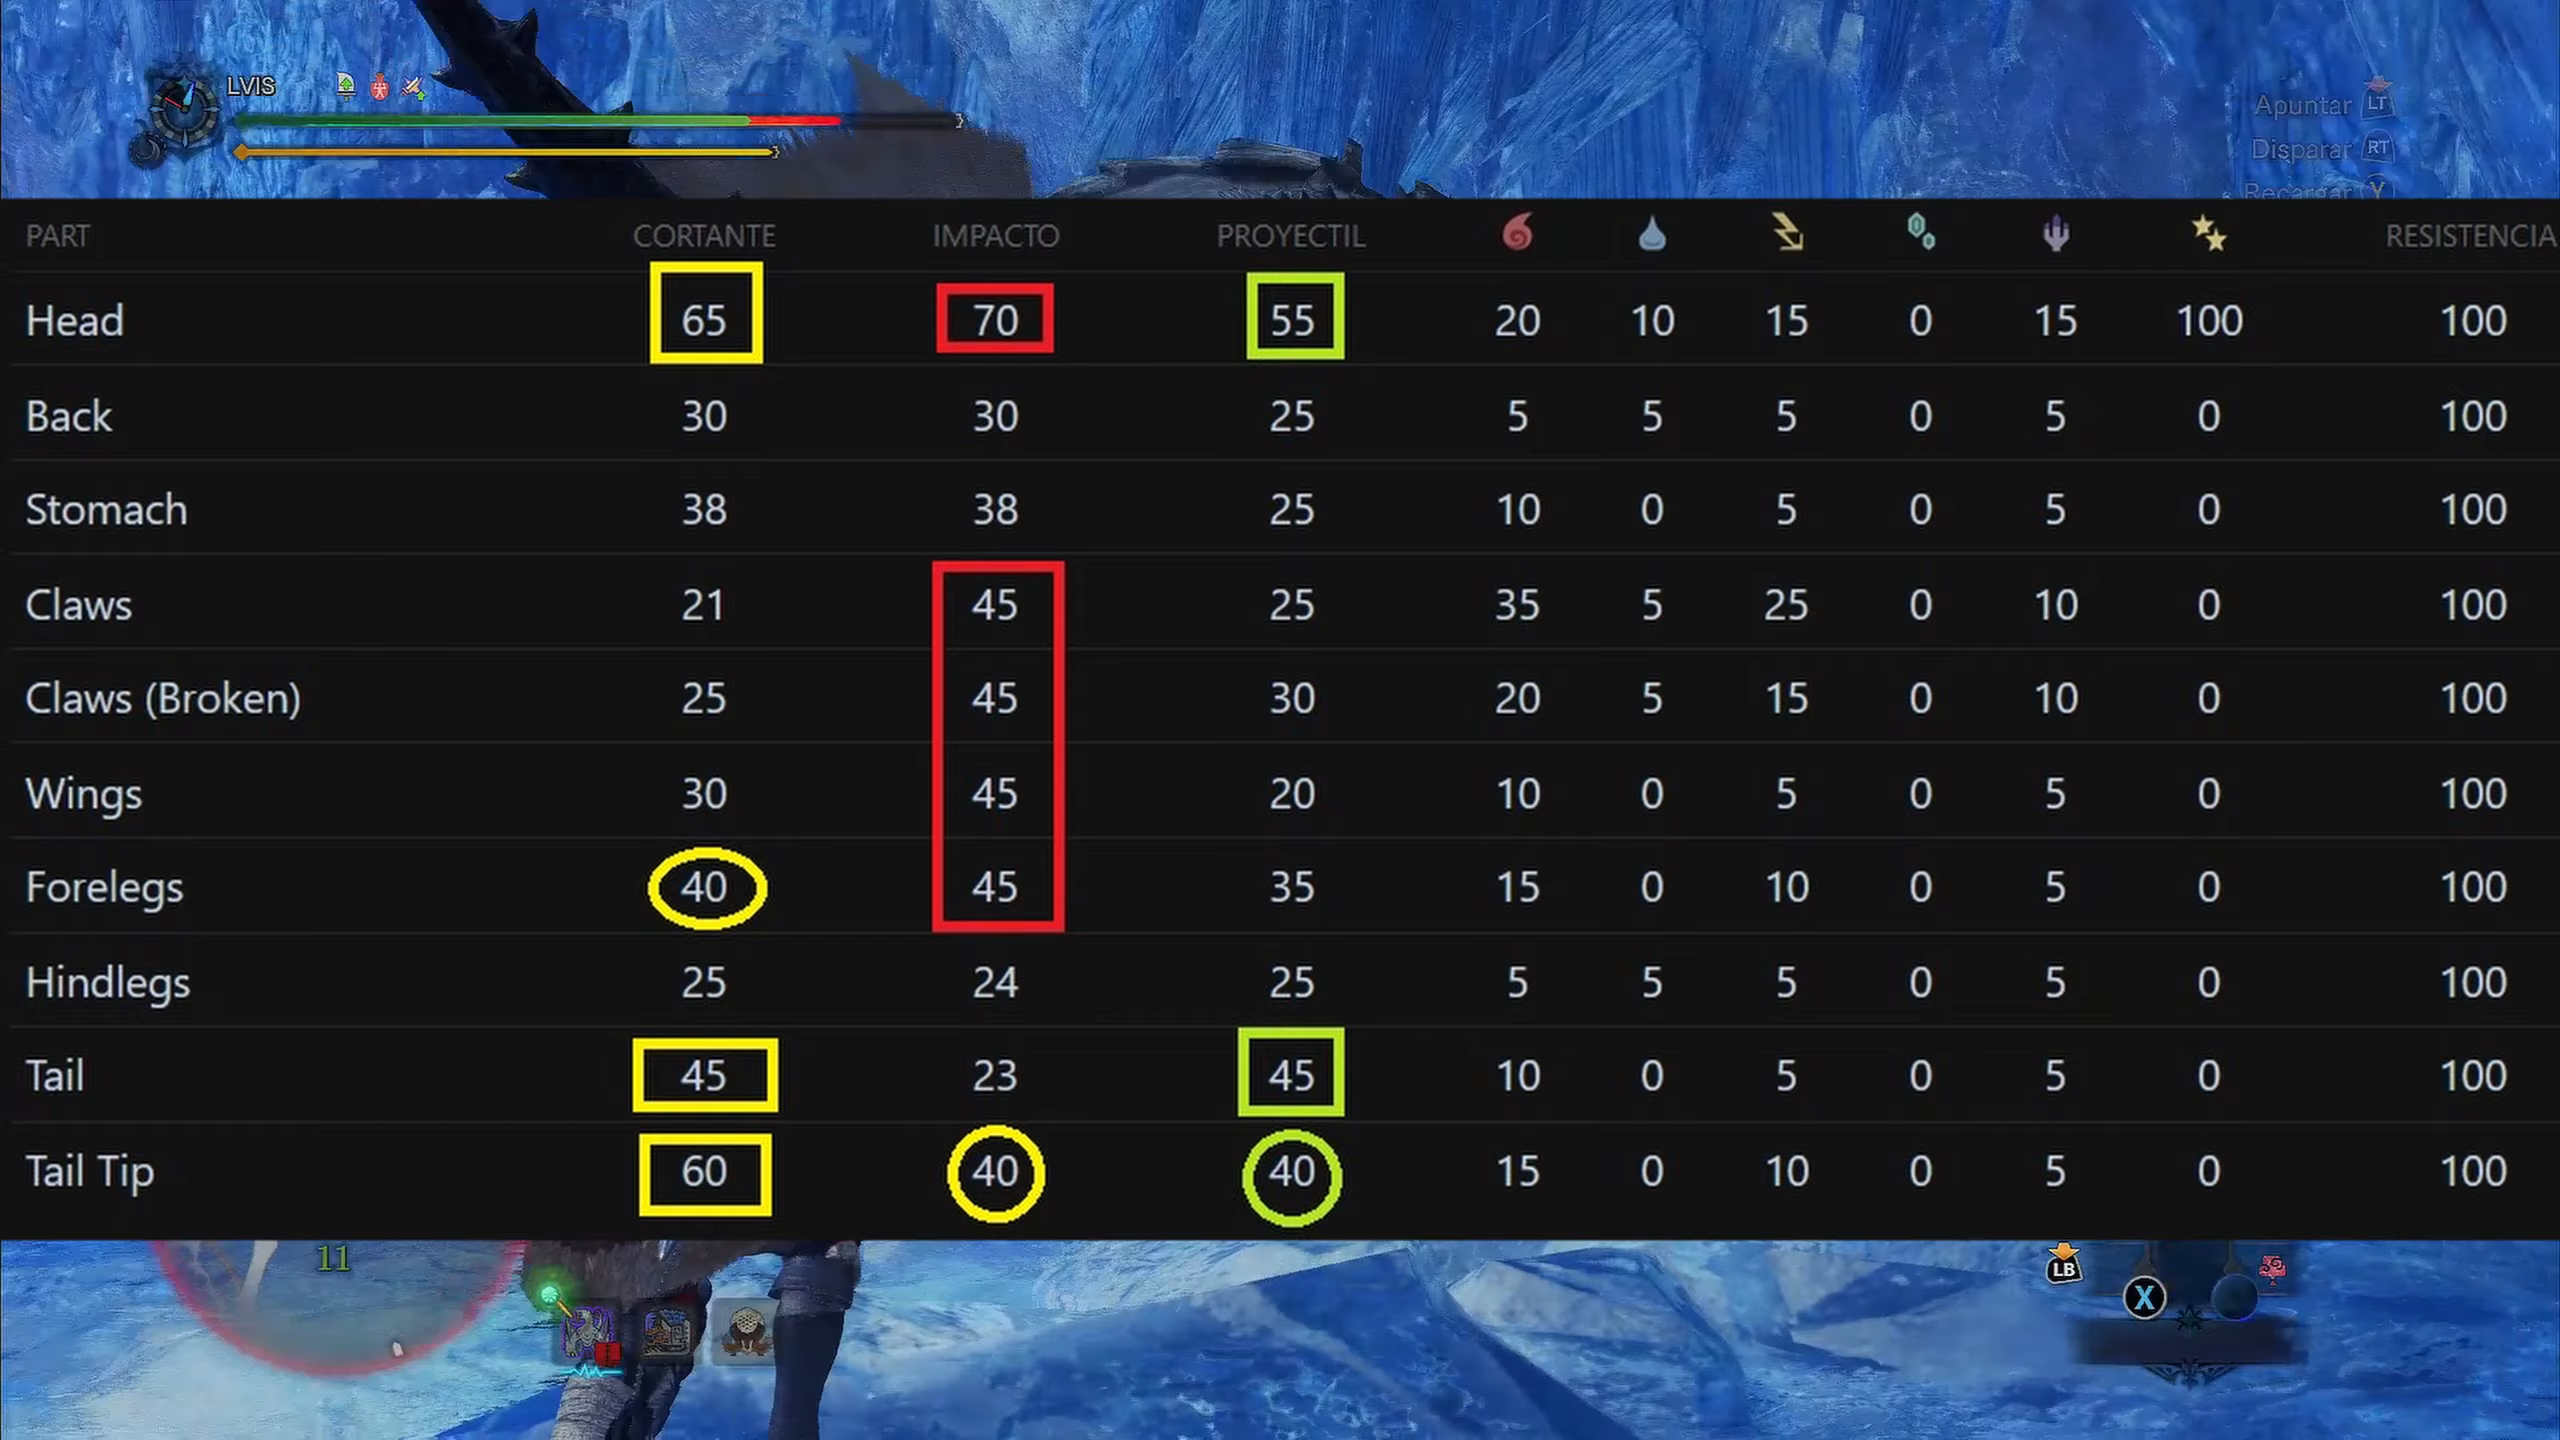 LVIS
Apuntar LT
Disparar RT
Recargar Y
PART CORTANTE IMPACTO PROYECTIL RESISTENCIA
Head 65 70 55 20 10 15 0 15 100 100
Back 30 30 25 5 5 5 0 5 0 100
Stomach 38 38 25 10 0 5 0 5 0 100
Claws 21 45 25 35 5 25 0 10 0 100
Claws (Broken) 25 45 30 20 5 15 0 10 0 100
Wings 30 45 20 10 0 5 0 5 0 100
Forelegs 40 45 35 15 0 10 0 5 0 100
Hindlegs 25 24 25 5 5 5 0 5 0 100
Tail 45 23 45 10 0 5 0 5 0 100
Tail Tip 60 40 40 15 0 10 0 5 0 100
11
LB
X